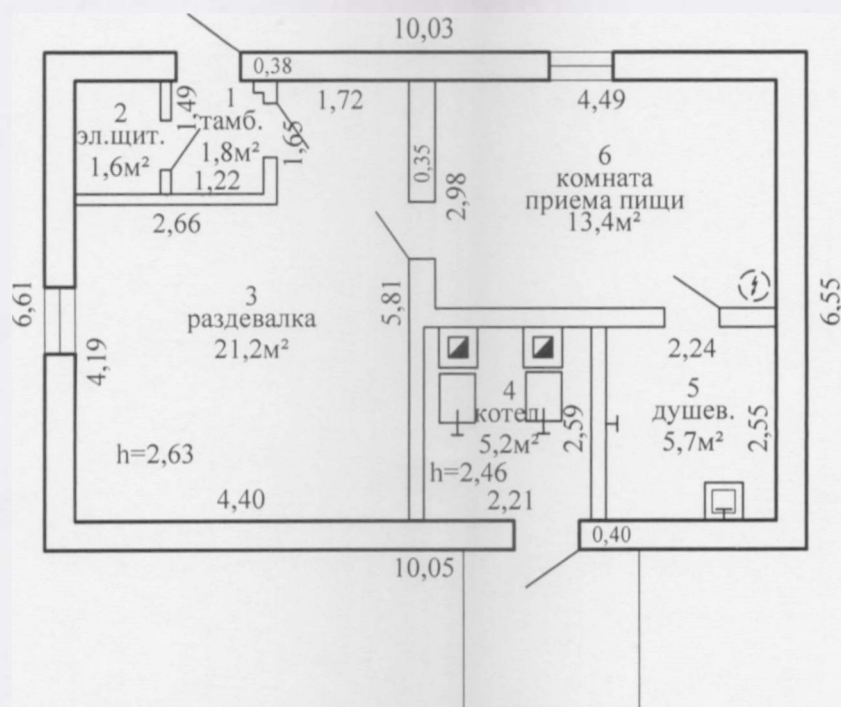 10,03
0,38
1,72
4,49
2
эл.щит.
1,6м²
1,49
1
тамб.
1,8м²
1,22
1,65
0,35
2,98
6
комната
приема пищи
13,4м²
2,66
6,61
4,19
3
раздевалка
21,2м²
5,81
6,55
2,24
4
котел
5,2м²
2,59
5
душев.
5,7м²
2,55
h=2,63
h=2,46
4,40
2,21
0,40
10,05